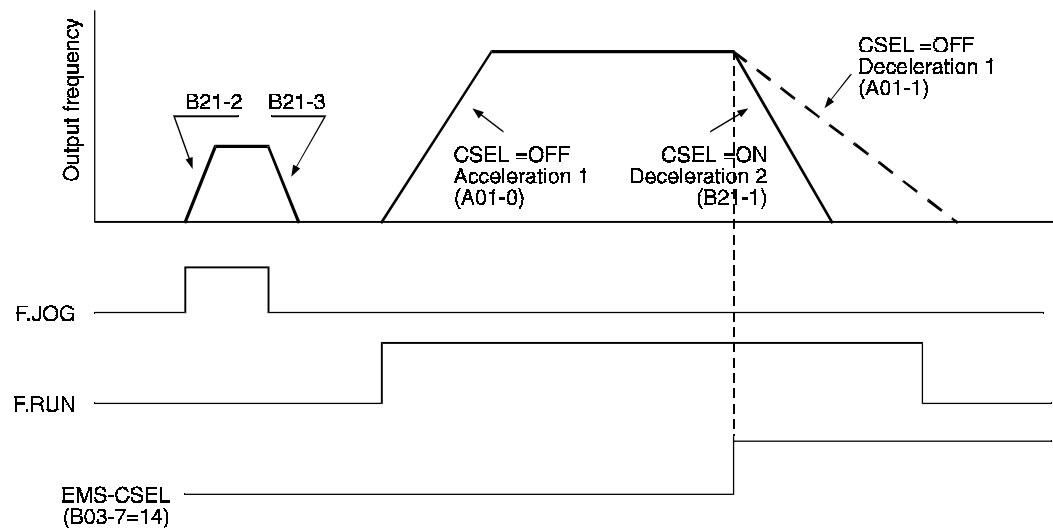 Output frequency
B21-2
B21-3
CSEL =OFF
Acceleration 1
(A01-0)
CSEL =ON
Deceleration 2
(B21-1)
CSEL =OFF
Deceleration 1
(A01-1)
F.JOG
F.RUN
EMS-CSEL
(B03-7=14)